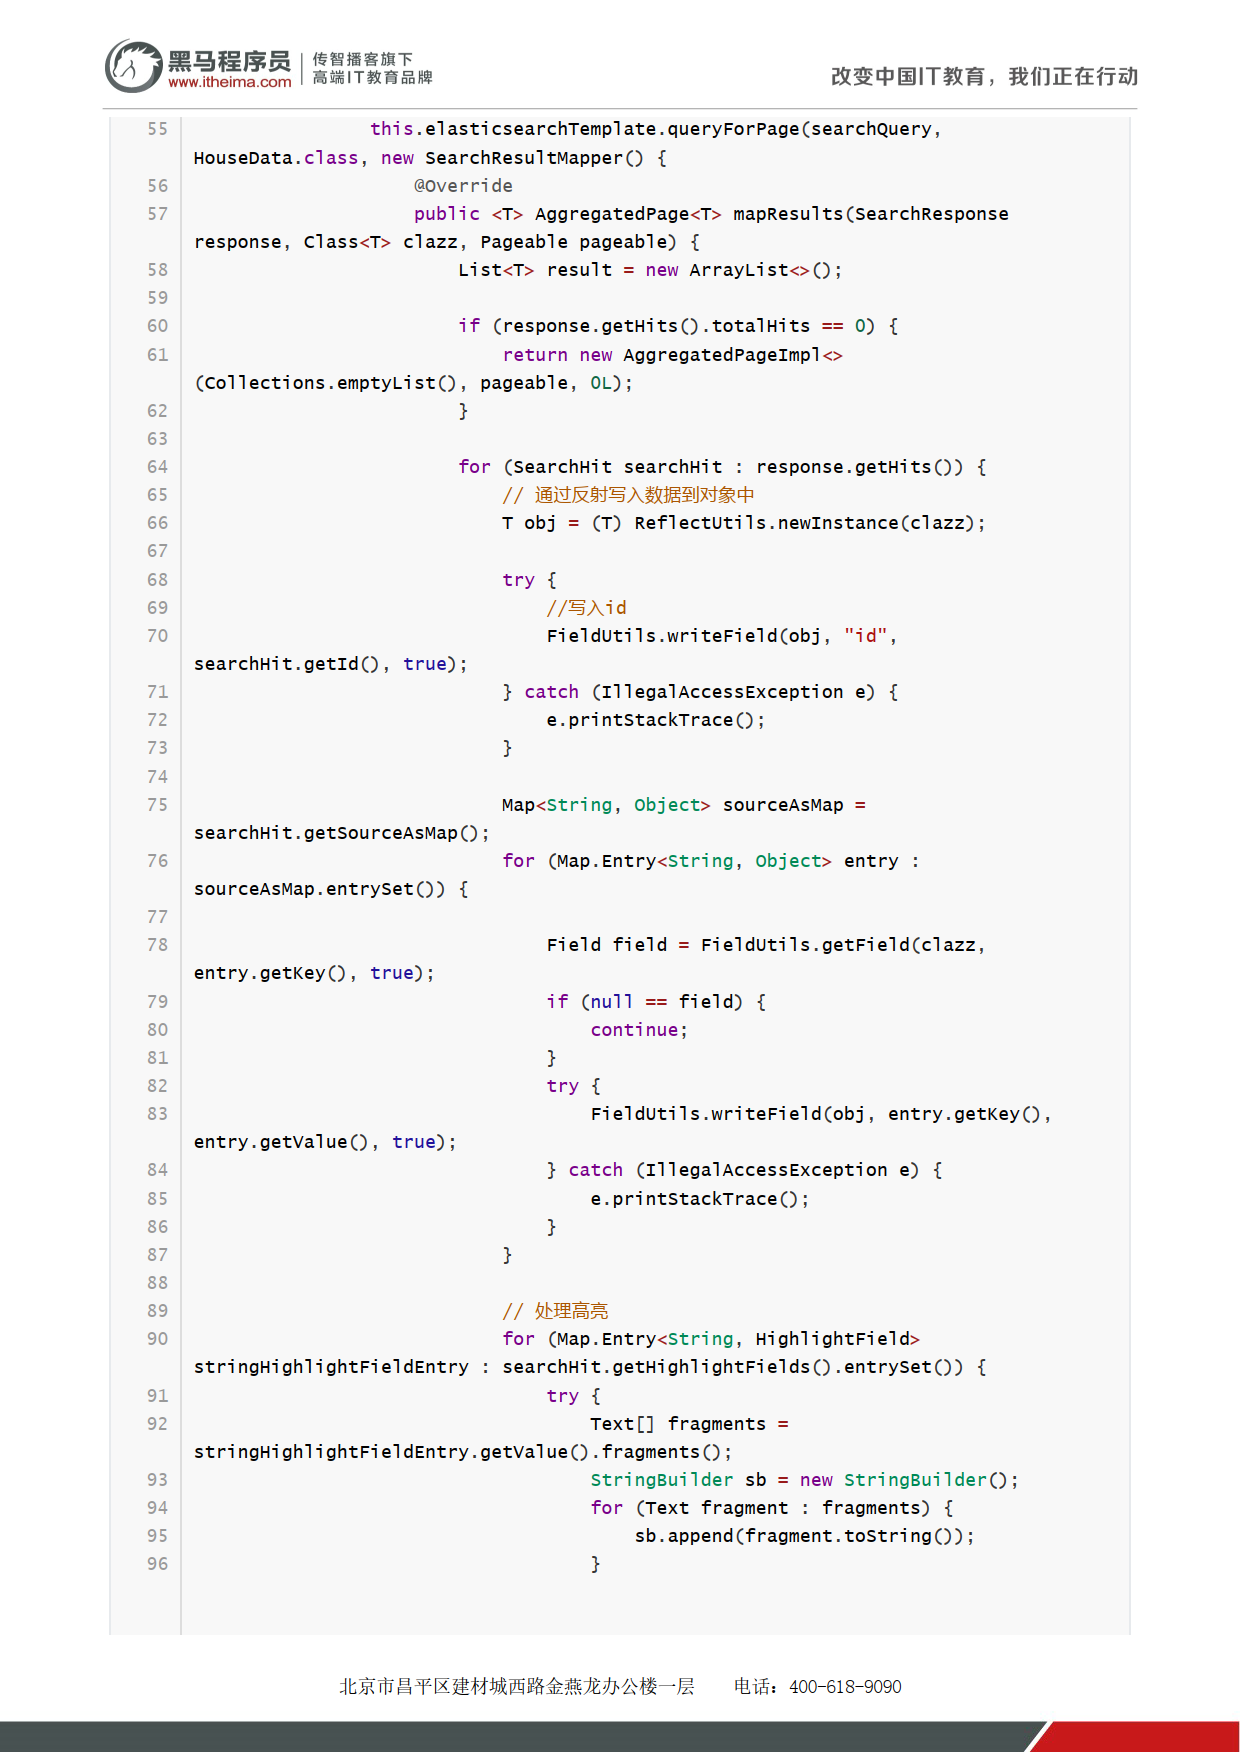 黑马程序员
www.itheima.com
传智播客旗下
高端IT教育品牌
改变中国IT教育，我们正在行动
55 this.elasticsearchTemplate.queryForPage(searchQuery,
HouseData.class, new SearchResultMapper() {
56 @Override
57 public <T> AggregatedPage<T> mapResults(SearchResponse
response, Class<T> clazz, Pageable pageable) {
58 List<T> result = new ArrayList<>();
59
60 if (response.getHits().totalHits == 0) {
61 return new AggregatedPageImpl<>
(Collections.emptyList(), pageable, 0L);
62 }
63
64 for (SearchHit searchHit : response.getHits()) {
65 // 通过反射写入数据到对象中
66 T obj = (T) ReflectUtils.newInstance(clazz);
67
68 try {
69 //写入id
70 FieldUtils.writeField(obj, "id",
searchHit.getId(), true);
71 } catch (IllegalAccessException e) {
72 e.printStackTrace();
73 }
74
75 Map<String, Object> sourceAsMap =
searchHit.getSourceAsMap();
76 for (Map.Entry<String, Object> entry :
sourceAsMap.entrySet()) {
77
78 Field field = FieldUtils.getField(clazz,
entry.getKey(), true);
79 if (null == field) {
80 continue;
81 }
82 try {
83 FieldUtils.writeField(obj, entry.getKey(),
entry.getValue(), true);
84 } catch (IllegalAccessException e) {
85 e.printStackTrace();
86 }
87 }
88
89 // 处理高亮
90 for (Map.Entry<String, HighlightField>
stringHighlightFieldEntry : searchHit.getHighlightFields().entrySet()) {
91 try {
92 Text[] fragments =
stringHighlightFieldEntry.getValue().fragments();
93 StringBuilder sb = new StringBuilder();
94 for (Text fragment : fragments) {
95 sb.append(fragment.toString());
96 }
北京市昌平区建材城西路金燕龙办公楼一层 电话：400-618-9090